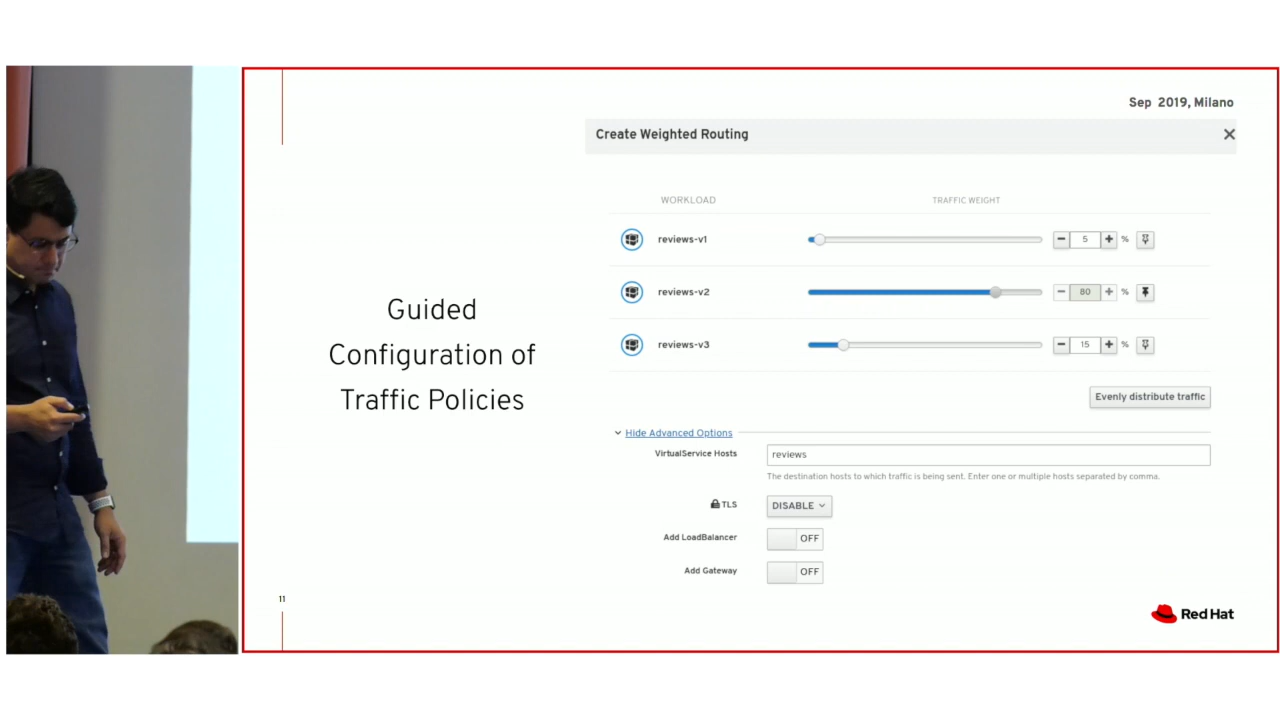 Sep 2019, Milano
Create Weighted Routing
WORKLOAD TRAFFIC WEIGHT
reviews-v1 5 %
reviews-v2 80 %
reviews-v3 15 %
Guided
Configuration of
Traffic Policies
Evenly distribute traffic
Hide Advanced Options
VirtualService Hosts reviews
The destination hosts to which traffic is being sent. Enter one or multiple hosts separated by comma.
TLS DISABLE
Add LoadBalancer OFF
Add Gateway OFF
11
Red Hat